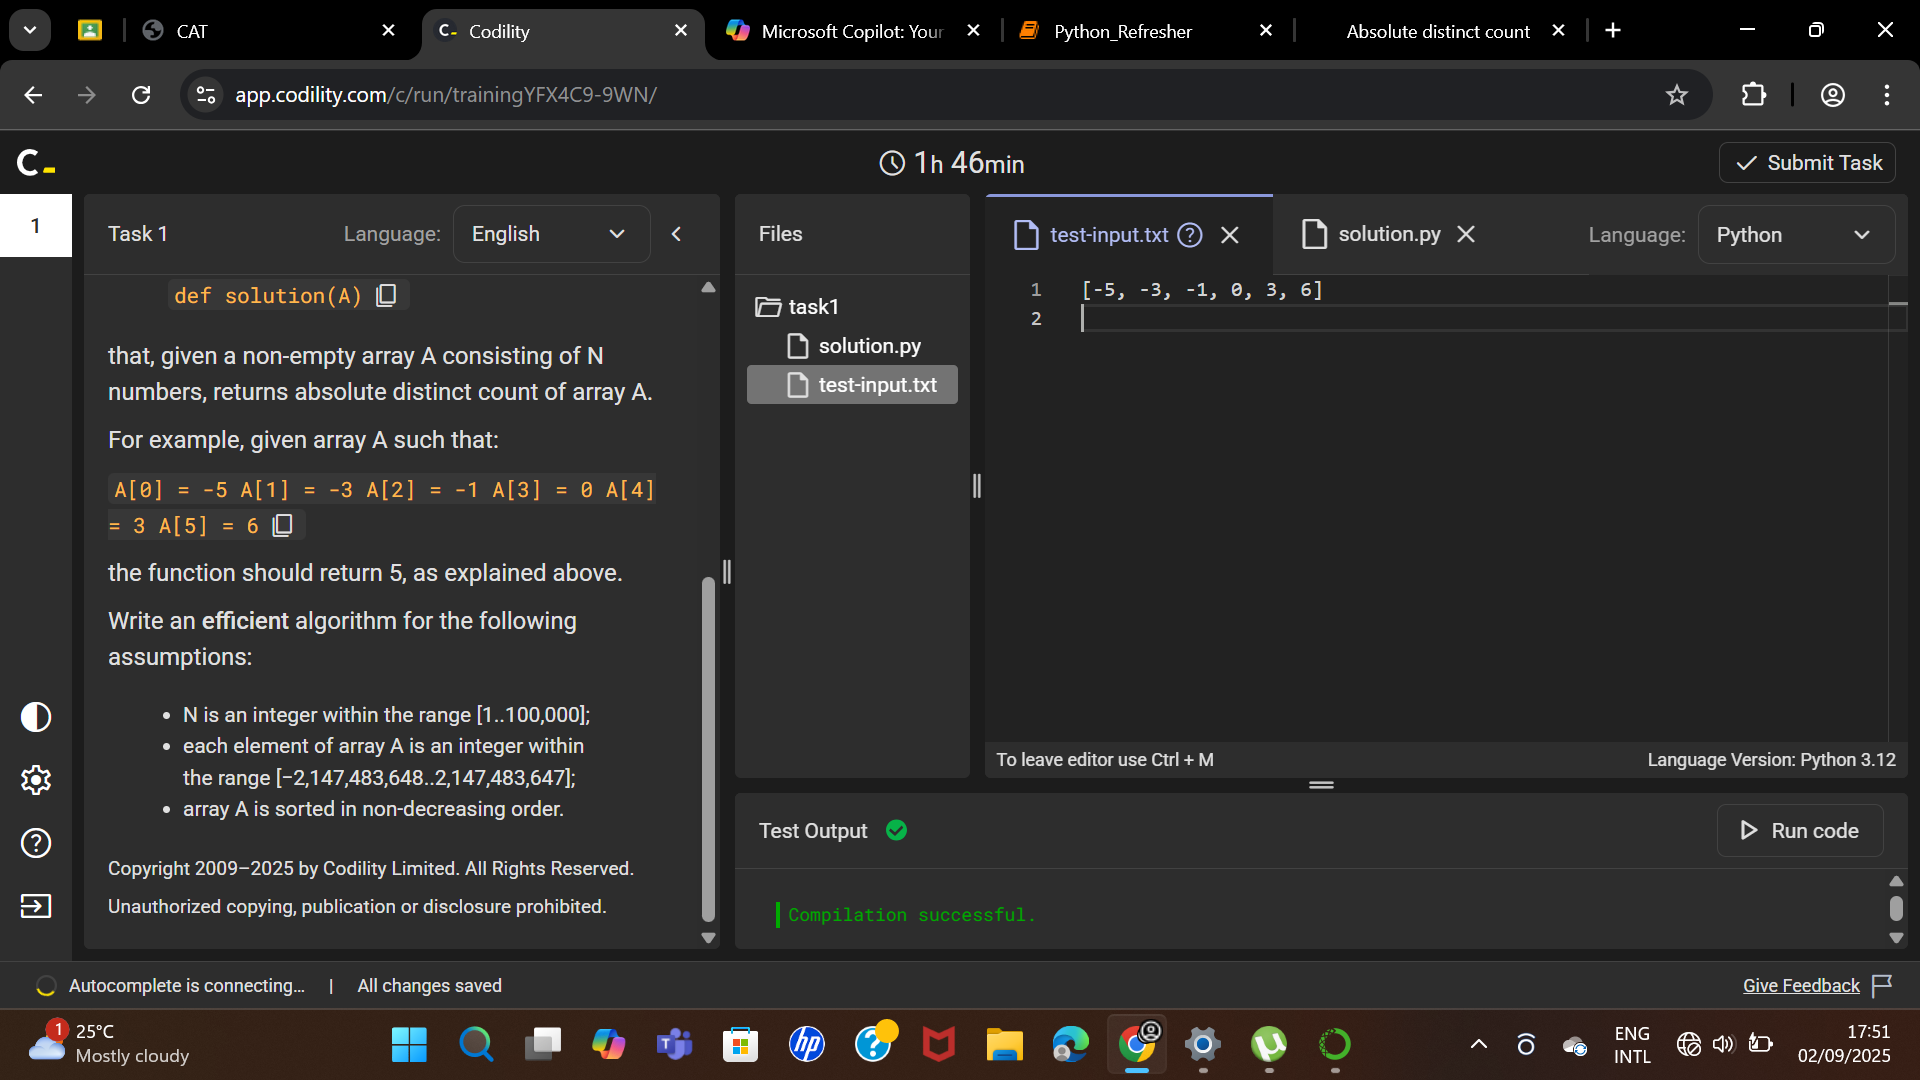 CAT
C- Codility
Microsoft Copilot: Your
Python_Refresher
Absolute distinct count
app.codility.com/c/run/trainingYFX4C9-9WN/
1h 46min
Submit Task
1
Task 1
Language:
English
Files
test-input.txt
solution.py
Language:
Python
def solution(A)
that, given a non-empty array A consisting of N
numbers, returns absolute distinct count of array A.
For example, given array A such that:
A[0] = -5 A[1] = -3 A[2] = -1 A[3] = 0 A[4]
= 3 A[5] = 6
the function should return 5, as explained above.
Write an efficient algorithm for the following
assumptions:
• N is an integer within the range [1..100,000];
• each element of array A is an integer within
the range [−2,147,483,648..2,147,483,647];
• array A is sorted in non-decreasing order.
Copyright 2009–2025 by Codility Limited. All Rights Reserved.
Unauthorized copying, publication or disclosure prohibited.
task1
solution.py
test-input.txt
1 [-5, -3, -1, 0, 3, 6]
2
To leave editor use Ctrl + M
Language Version: Python 3.12
Test Output
Run code
Compilation successful.
Autocomplete is connecting... | All changes saved
Give Feedback
1
25°C
Mostly cloudy
hp
ENG
INTL
17:51
02/09/2025